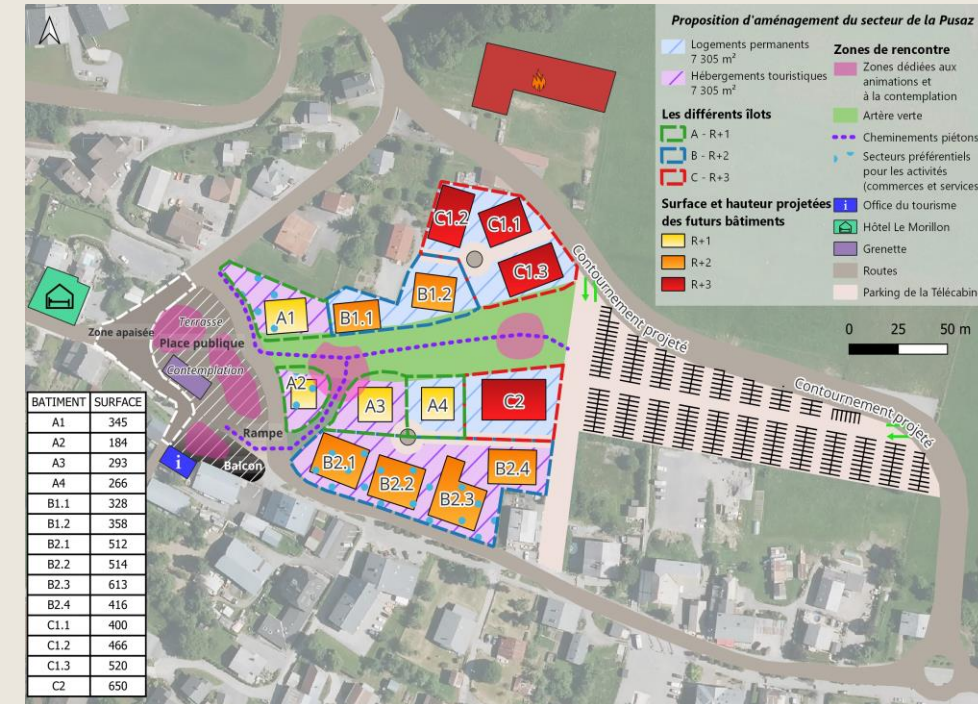 Proposition d'aménagement du secteur de la Pusaz
Logements permanents
7 305 m²
Hébergements touristiques
7 305 m²
Les différents îlots
A - R+1
B - R+2
C - R+3
Surface et hauteur projetées
des futurs bâtiments
R+1
R+2
R+3
Zones de rencontre
Zones dédiées aux
animations et
à la contemplation
Artère verte
Cheminements piétons
Secteurs préférentiels
pour les activités
(commerces et services
i Office du tourisme
Hôtel Le Morillon
Grenette
Routes
Parking de la Télécabin
0 25 50 m
C1.2
C1.1
C1.3
Contournement projeté
B1.2
A1
B1.1
Zone apaisée
Terrasse
Place publique
Contemplation
A2
A3
A4
C2
Contournement projeté
Rampe
Balcon
i
B2.1
B2.2
B2.3
B2.4
BATIMENT SURFACE
A1 345
A2 184
A3 293
A4 266
B1.1 328
B1.2 358
B2.1 512
B2.2 514
B2.3 613
B2.4 416
C1.1 400
C1.2 466
C1.3 520
C2 650